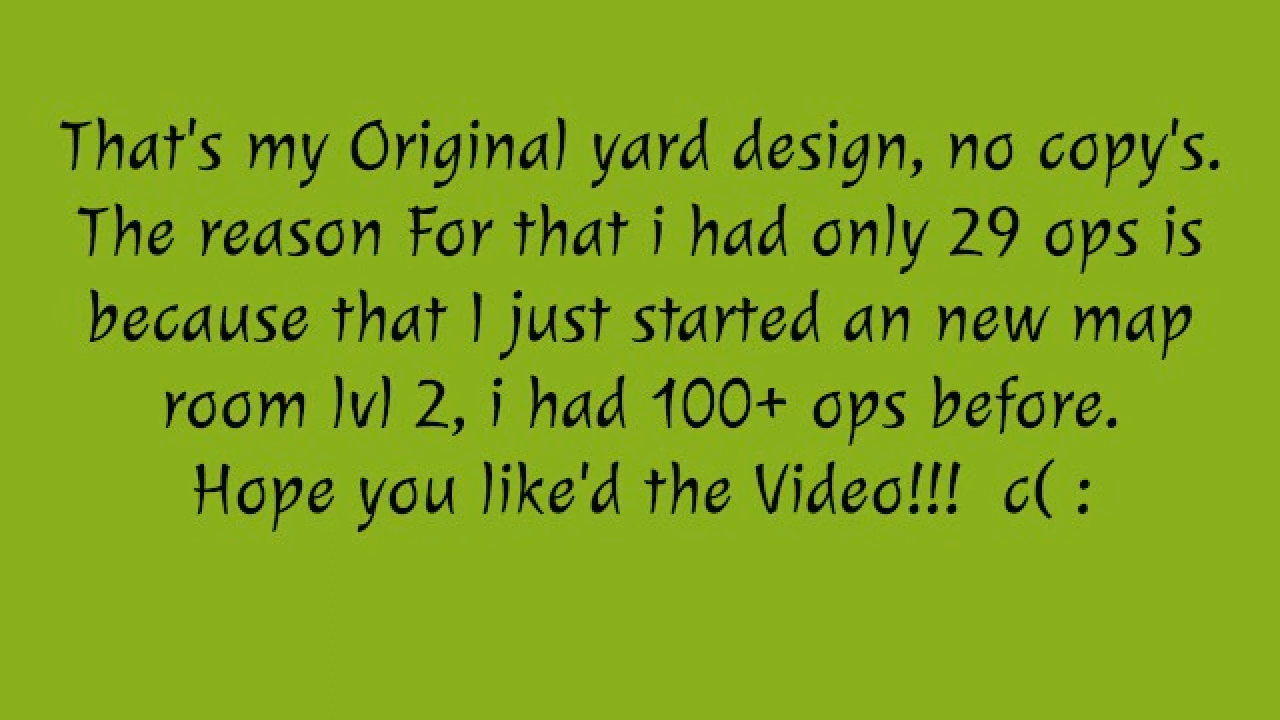 That's my Original yard design, no copy's.
The reason For that i had only 29 ops is
because that I just started an new map
room lvl 2, i had 100+ ops before.
Hope you like'd the Video!!!  c( :